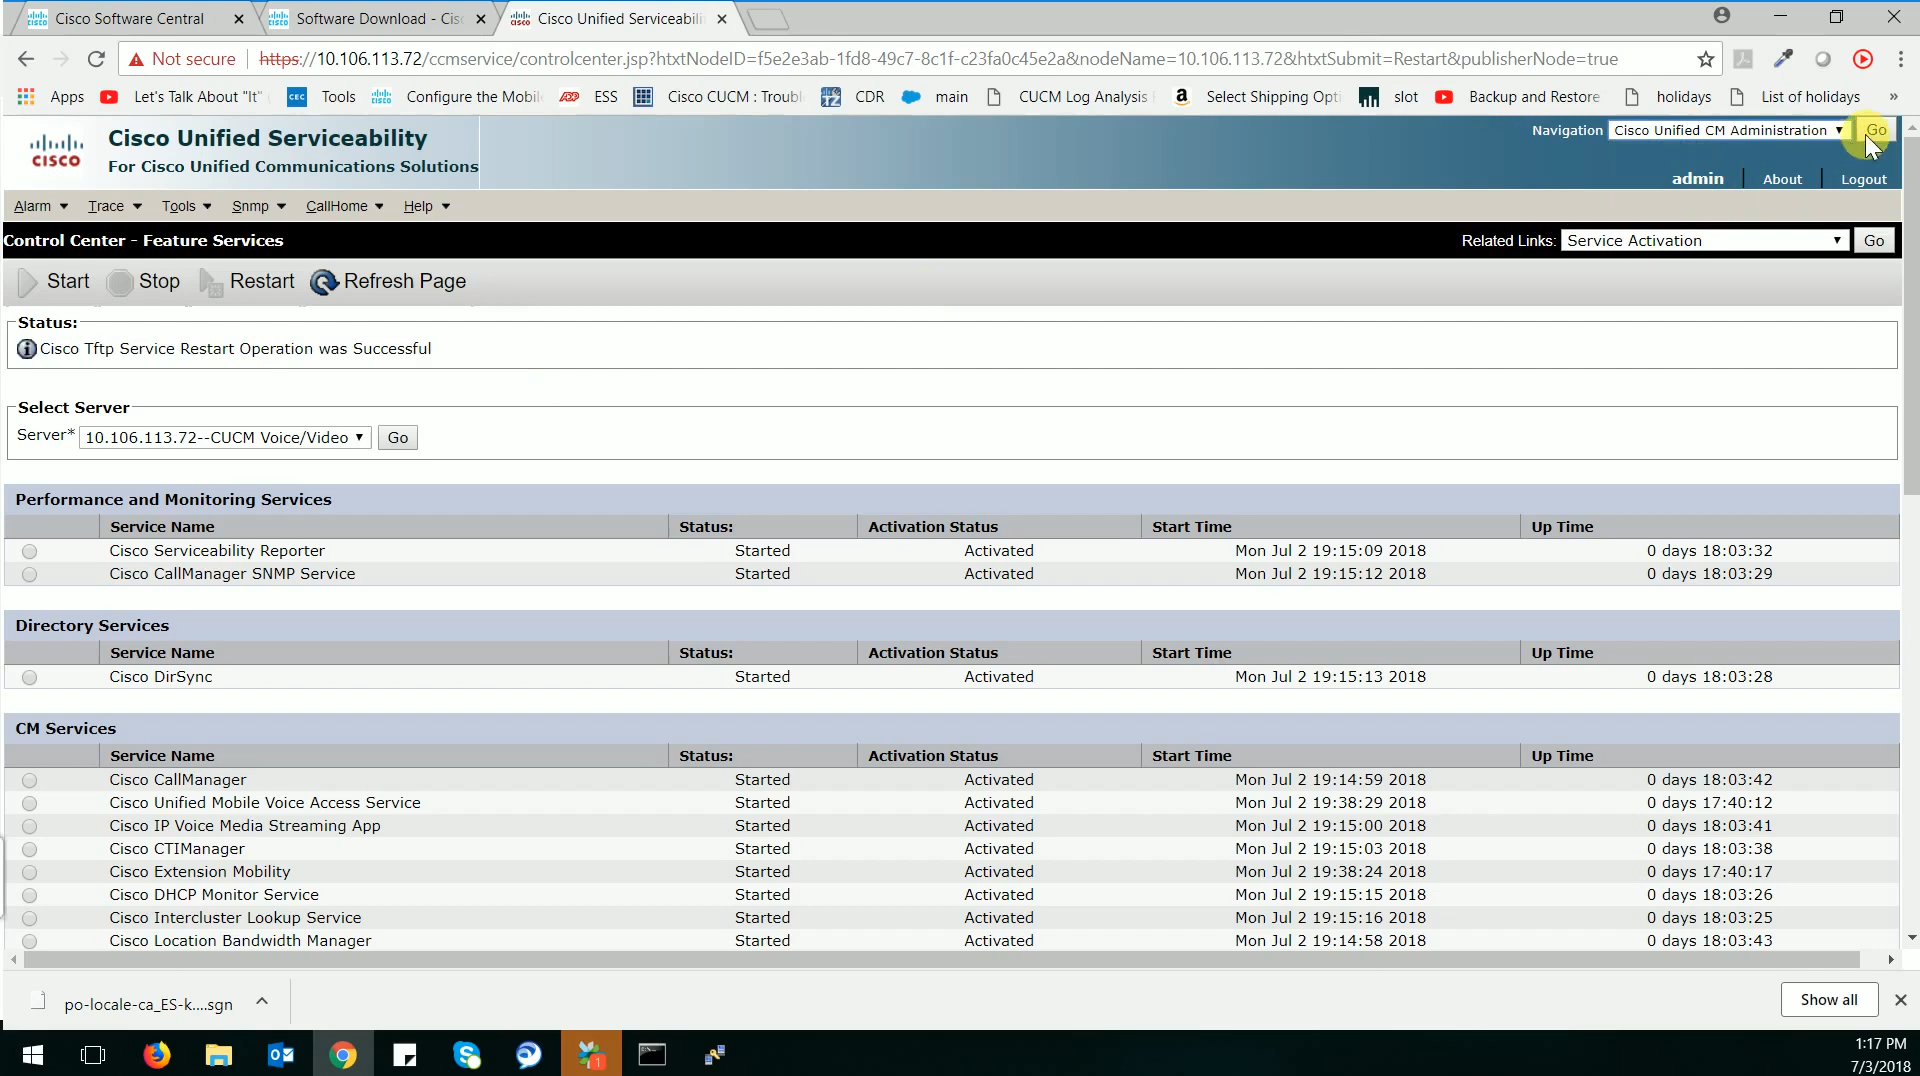 Cisco Software Central
Software Download - Cisc
Cisco Unified Serviceabili
Not secure
https://10.106.113.72/ccmservice/controlcenter.jsp?htxtNodeID=f5e2e3ab-1fd8-49c7-8c1f-c23fa0c45e2a&nodeName=10.106.113.72&htxtSubmit=Restart&publisherNode=true
Apps Let's Talk About "It" CEC Tools Configure the Mobil ADP ESS Cisco CUCM : Troubl CDR main CUCM Log Analysis Select Shipping Opti slot Backup and Restore holidays List of holidays »
CISCO
Cisco Unified Serviceability
For Cisco Unified Communications Solutions
Navigation Cisco Unified CM Administration Go
admin About Logout
Alarm Trace Tools Snmp CallHome Help
Control Center - Feature Services
Related Links: Service Activation Go
Start Stop Restart Refresh Page
Status:
Cisco Tftp Service Restart Operation was Successful
Select Server
Server* 10.106.113.72--CUCM Voice/Video Go
Performance and Monitoring Services
Service Name Status: Activation Status Start Time Up Time
Cisco Serviceability Reporter Started Activated Mon Jul 2 19:15:09 2018 0 days 18:03:32
Cisco CallManager SNMP Service Started Activated Mon Jul 2 19:15:12 2018 0 days 18:03:29
Directory Services
Service Name Status: Activation Status Start Time Up Time
Cisco DirSync Started Activated Mon Jul 2 19:15:13 2018 0 days 18:03:28
CM Services
Service Name Status: Activation Status Start Time Up Time
Cisco CallManager Started Activated Mon Jul 2 19:14:59 2018 0 days 18:03:42
Cisco Unified Mobile Voice Access Service Started Activated Mon Jul 2 19:38:29 2018 0 days 17:40:12
Cisco IP Voice Media Streaming App Started Activated Mon Jul 2 19:15:00 2018 0 days 18:03:41
Cisco CTIManager Started Activated Mon Jul 2 19:15:03 2018 0 days 18:03:38
Cisco Extension Mobility Started Activated Mon Jul 2 19:38:24 2018 0 days 17:40:17
Cisco DHCP Monitor Service Started Activated Mon Jul 2 19:15:15 2018 0 days 18:03:26
Cisco Intercluster Lookup Service Started Activated Mon Jul 2 19:15:16 2018 0 days 18:03:25
Cisco Location Bandwidth Manager Started Activated Mon Jul 2 19:14:58 2018 0 days 18:03:43
po-locale-ca_ES-k....sgn
Show all
1:17 PM
7/3/2018